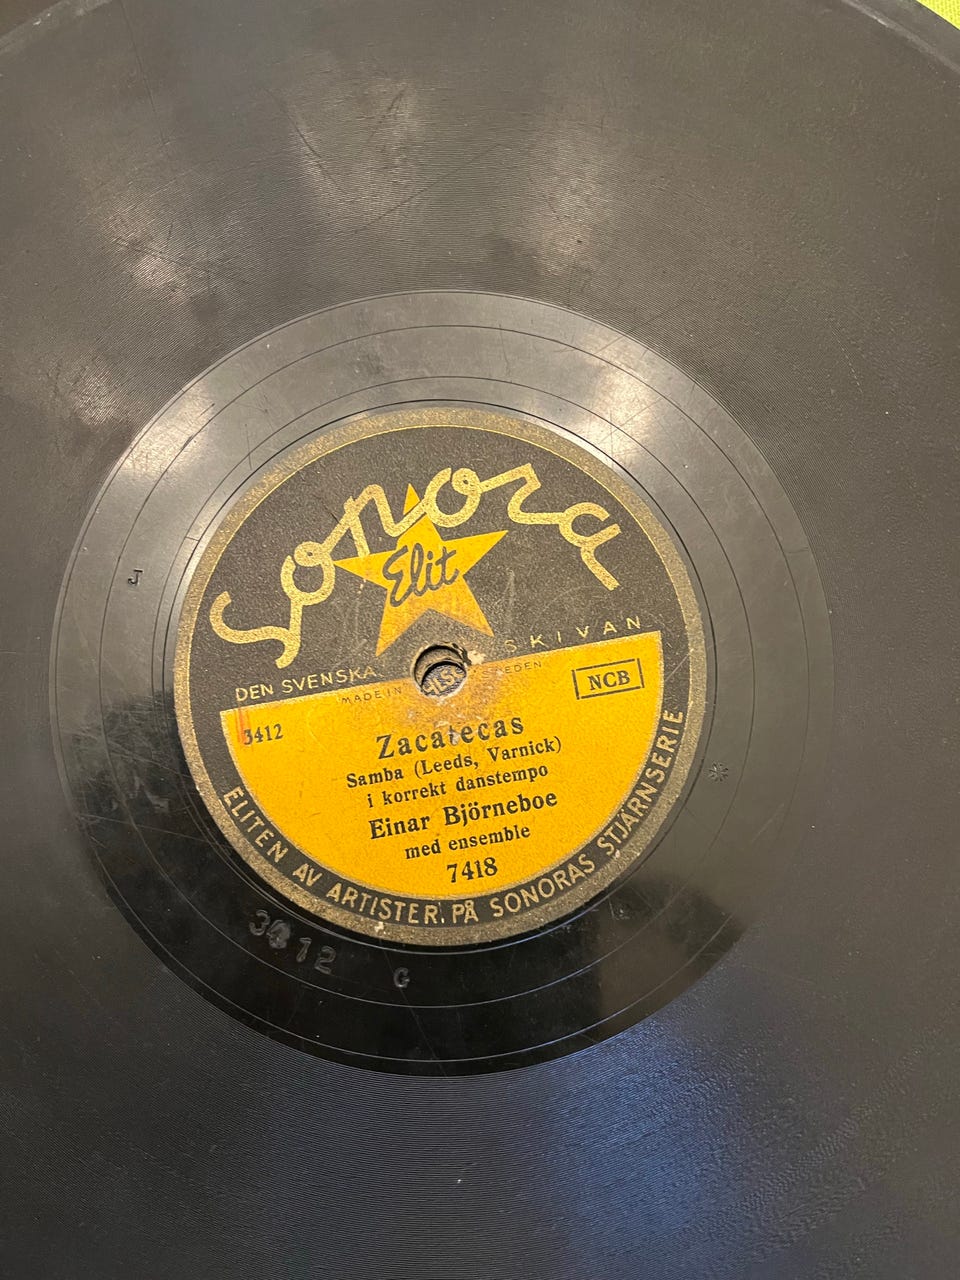 Sonora
Elit
DEN SVENSKA SKIVAN
MADE IN SWEDEN
NCB
3412
Zacatecas
Samba (Leeds, Varnick)
i korrekt danstempo
Einar Björneboe
med ensemble
7418
ELITEN AV ARTISTER. PÅ SONORAS STJÄRNSERIE
J
3412 G